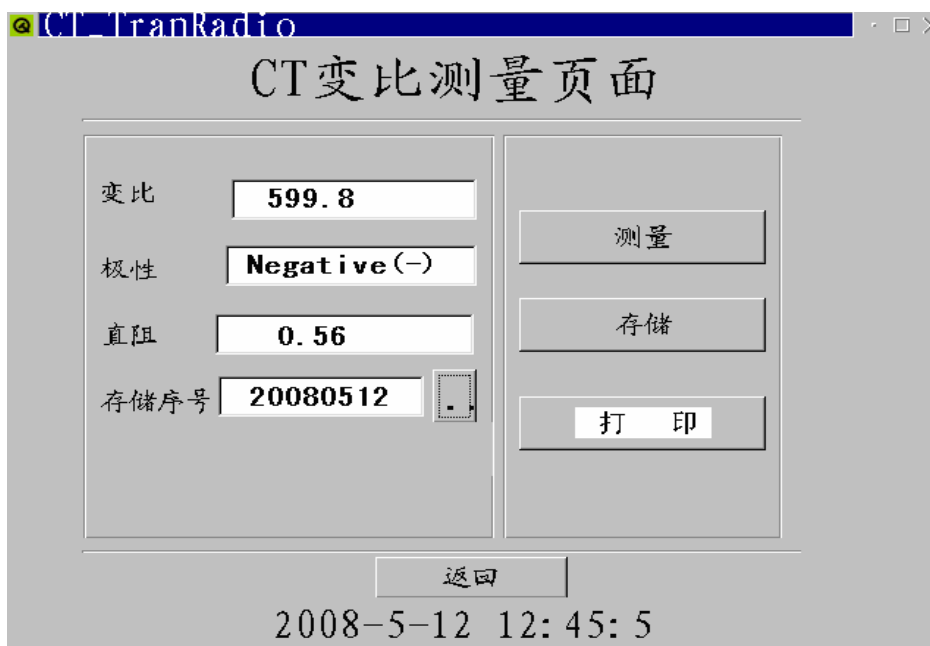 CT_TranRadio
CT变比测量页面
变比 599.8
极性 Negative(-)
直阻 0.56
存储序号 20080512 ..
测量
存储
打 印
返回
2008-5-12 12:45:5